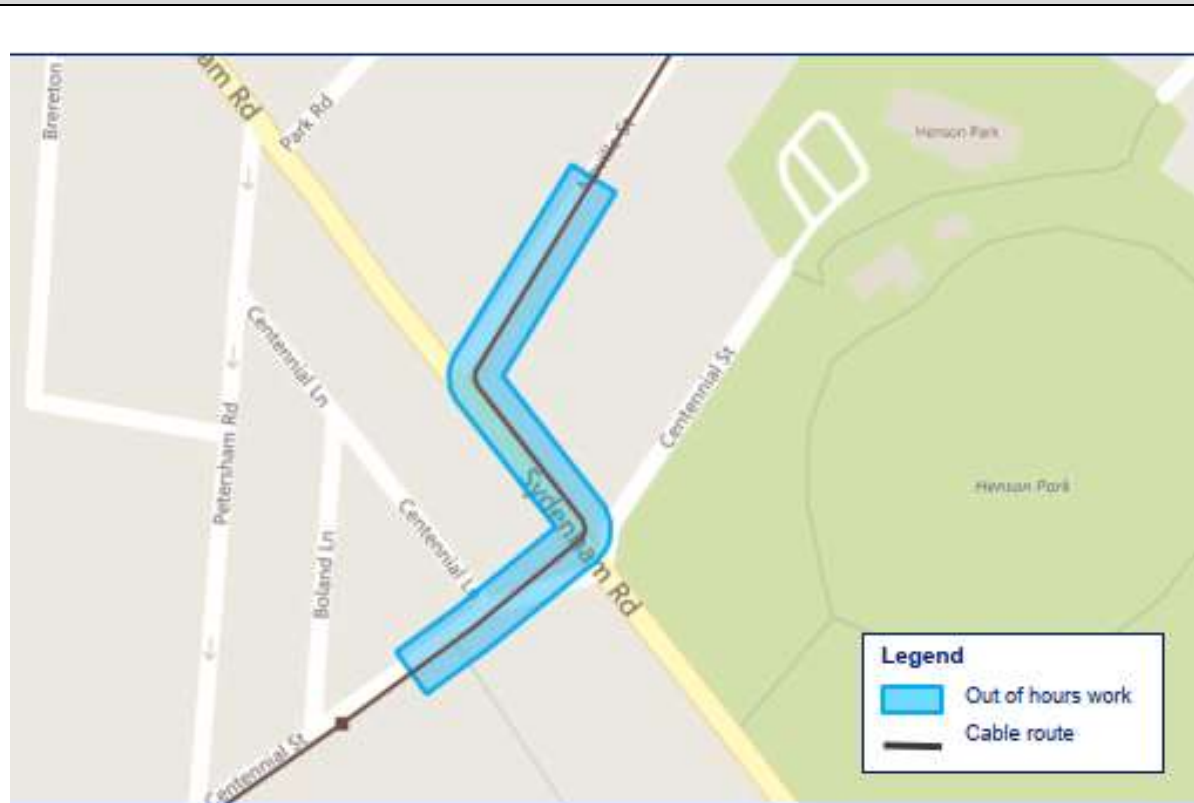 Brereton
am Rd
Park Rd
Henson Park
Centennial Ln
Centennial St
Petersham Rd
Henson Park
Sydenham Rd
Centennial L
Boland Ln
Legend
Out of hours work
Cable route
Centennial St